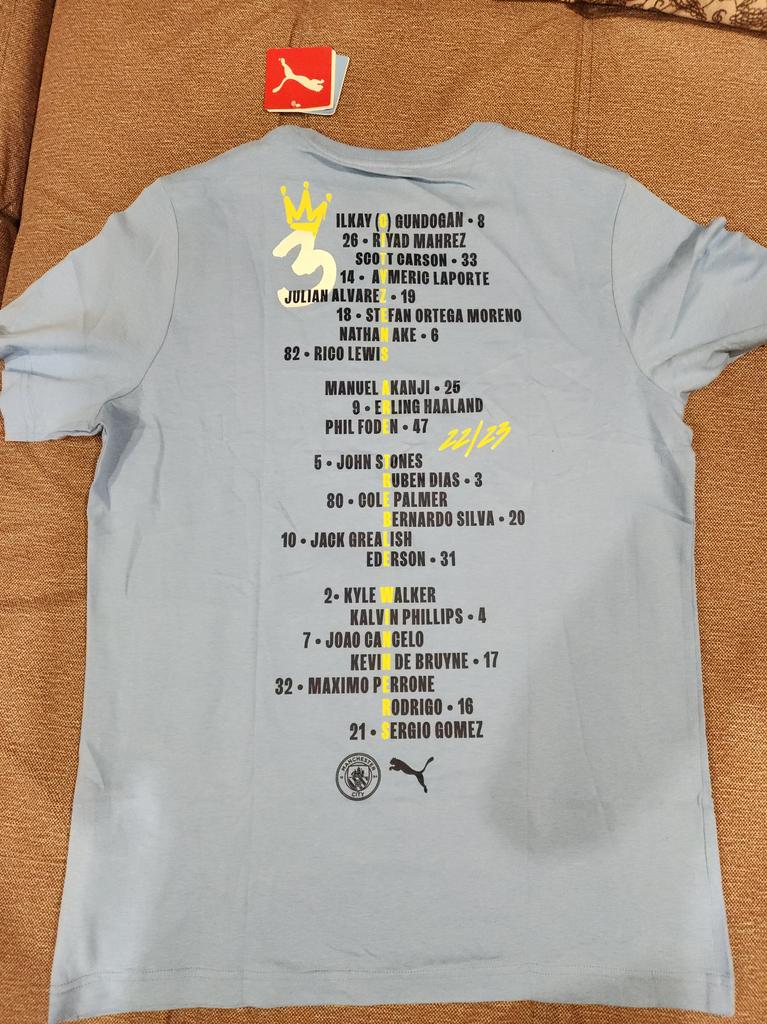 3
ILKAY (C) GUNDOGAN • 8
26 • RIYAD MAHREZ
SCOTT CARSON • 33
14 • AYMERIC LAPORTE
JULIAN ALVAREZ • 19
18 • STEFAN ORTEGA MORENO
NATHAN AKE • 6
82 • RICO LEWIS
MANUEL AKANJI • 25
9 • ERLING HAALAND
PHIL FODEN • 47
22/23
5 • JOHN STONES
RUBEN DIAS • 3
80 • COLE PALMER
BERNARDO SILVA • 20
10 • JACK GREALISH
EDERSON • 31
2 • KYLE WALKER
KALVIN PHILLIPS • 4
7 • JOAO CANCELO
KEVIN DE BRUYNE • 17
32 • MAXIMO PERRONE
RODRIGO • 16
21 • SERGIO GOMEZ
MANCHESTER
CITY